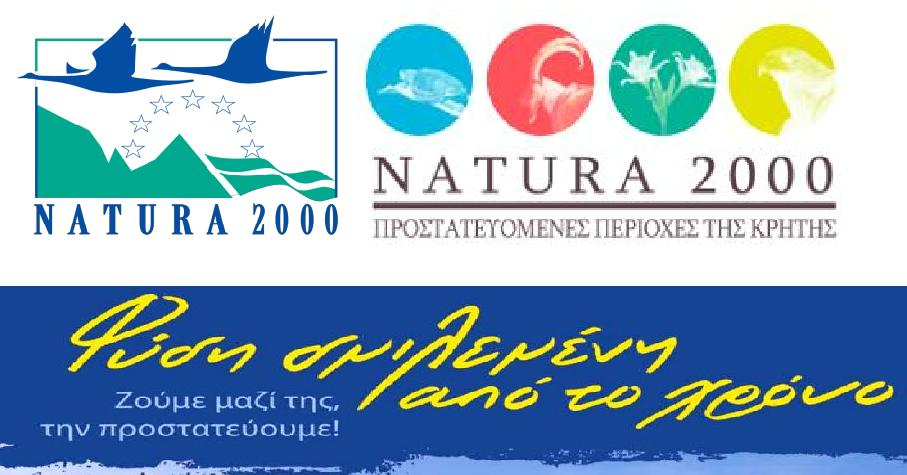 NATURA 2000
NATURA 2000
ΠΡΟΣΤΑΤΕΥΟΜΕΝΕΣ ΠΕΡΙΟΧΕΣ ΤΗΣ ΚΡΗΤΗΣ
Φύση σμιλεμένη
από το χρόνο
Ζούμε μαζί της,
την προστατεύουμε!